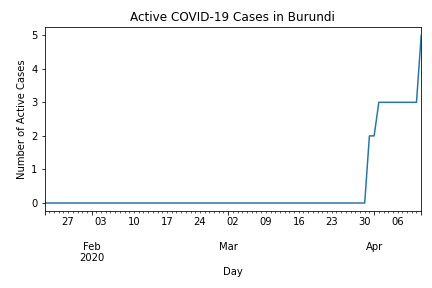 Active COVID-19 Cases in Burundi
Number of Active Cases
5
4
3
2
1
0
27 03 10 17 24 02 09 16 23 30 06
Feb Mar Apr
2020
Day